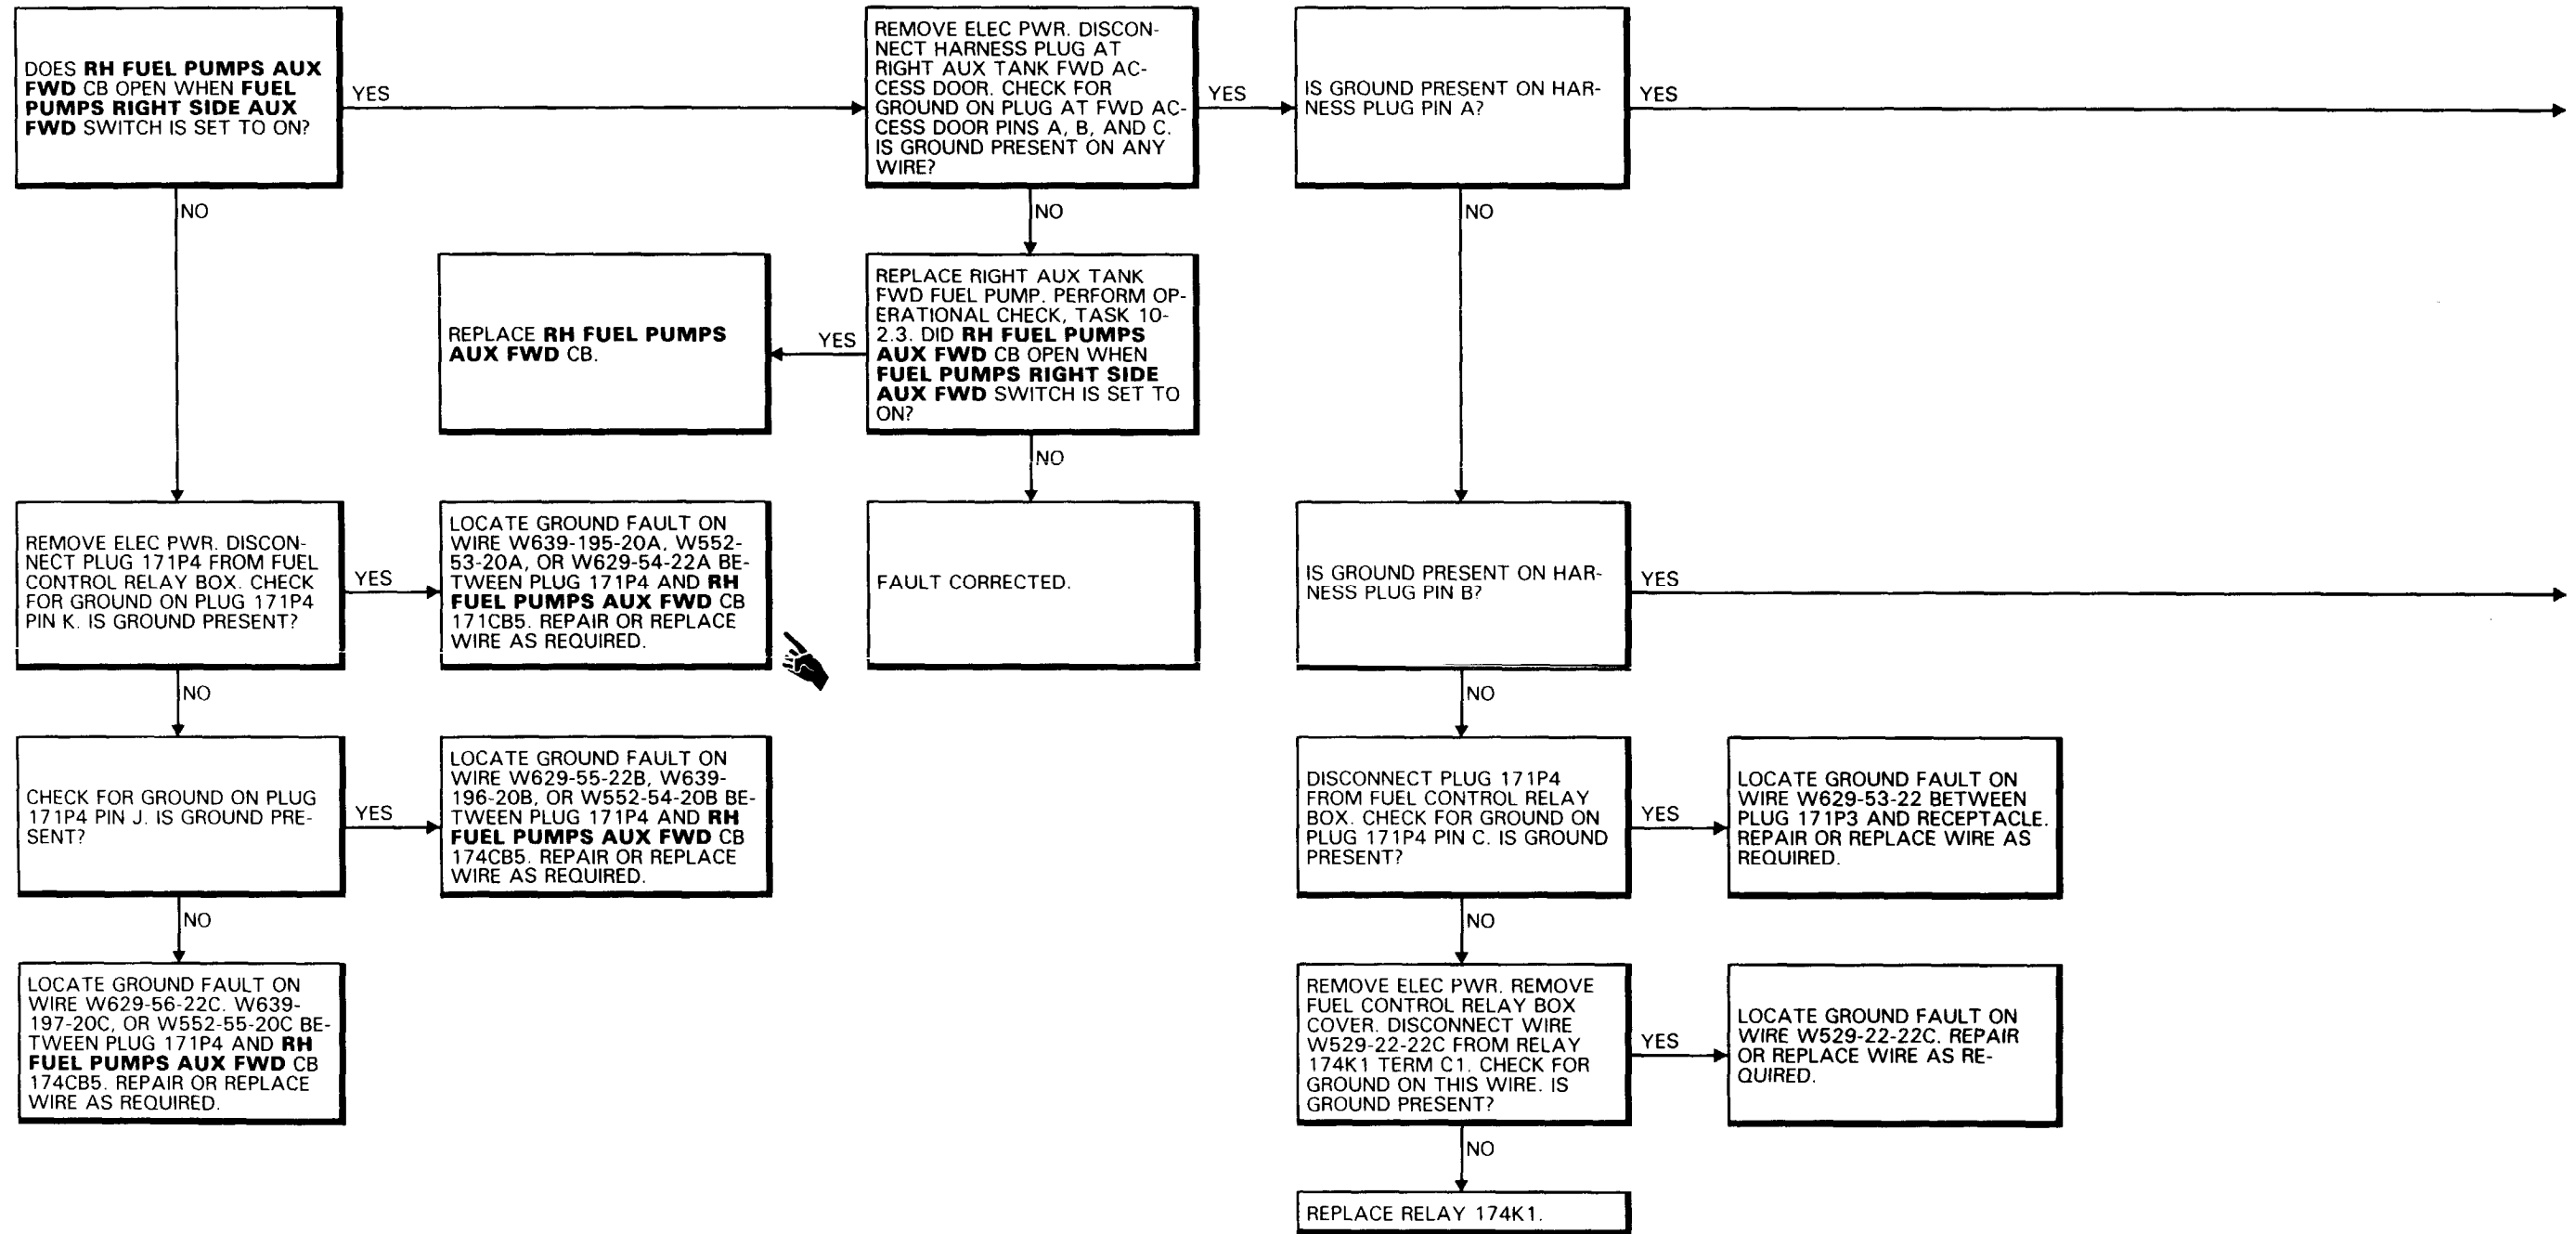 DOES RH FUEL PUMPS AUX
FWD CB OPEN WHEN FUEL
PUMPS RIGHT SIDE AUX
FWD SWITCH IS SET TO ON?
YES
NO
REMOVE ELEC PWR. DISCON-
NECT HARNESS PLUG AT
RIGHT AUX TANK FWD AC-
CESS DOOR. CHECK FOR
GROUND ON PLUG AT FWD AC-
CESS DOOR PINS A, B, AND C.
IS GROUND PRESENT ON ANY
WIRE?
YES
NO
IS GROUND PRESENT ON HAR-
NESS PLUG PIN A?
YES
NO
REPLACE RH FUEL PUMPS
AUX FWD CB.
YES
REPLACE RIGHT AUX TANK
FWD FUEL PUMP. PERFORM OP-
ERATIONAL CHECK, TASK 10-
2.3. DID RH FUEL PUMPS
AUX FWD CB OPEN WHEN
FUEL PUMPS RIGHT SIDE
AUX FWD SWITCH IS SET TO
ON?
NO
REMOVE ELEC PWR. DISCON-
NECT PLUG 171P4 FROM FUEL
CONTROL RELAY BOX. CHECK
FOR GROUND ON PLUG 171P4
PIN K. IS GROUND PRESENT?
YES
NO
LOCATE GROUND FAULT ON
WIRE W639-195-20A, W552-
53-20A, OR W629-54-22A BE-
TWEEN PLUG 171P4 AND RH
FUEL PUMPS AUX FWD CB
171CB5. REPAIR OR REPLACE
WIRE AS REQUIRED.
FAULT CORRECTED.
IS GROUND PRESENT ON HAR-
NESS PLUG PIN B?
YES
NO
CHECK FOR GROUND ON PLUG
171P4 PIN J. IS GROUND PRE-
SENT?
YES
NO
LOCATE GROUND FAULT ON
WIRE W629-55-22B, W639-
196-20B, OR W552-54-20B BE-
TWEEN PLUG 171P4 AND RH
FUEL PUMPS AUX FWD CB
174CB5. REPAIR OR REPLACE
WIRE AS REQUIRED.
DISCONNECT PLUG 171P4
FROM FUEL CONTROL RELAY
BOX. CHECK FOR GROUND ON
PLUG 171P4 PIN C. IS GROUND
PRESENT?
YES
NO
LOCATE GROUND FAULT ON
WIRE W629-53-22 BETWEEN
PLUG 171P3 AND RECEPTACLE.
REPAIR OR REPLACE WIRE AS
REQUIRED.
LOCATE GROUND FAULT ON
WIRE W629-56-22C. W639-
197-20C, OR W552-55-20C BE-
TWEEN PLUG 171P4 AND RH
FUEL PUMPS AUX FWD CB
174CB5. REPAIR OR REPLACE
WIRE AS REQUIRED.
REMOVE ELEC PWR. REMOVE
FUEL CONTROL RELAY BOX
COVER. DISCONNECT WIRE
W529-22-22C FROM RELAY
174K1 TERM C1. CHECK FOR
GROUND ON THIS WIRE. IS
GROUND PRESENT?
YES
NO
LOCATE GROUND FAULT ON
WIRE W529-22-22C. REPAIR
OR REPLACE WIRE AS RE-
QUIRED.
REPLACE RELAY 174K1.